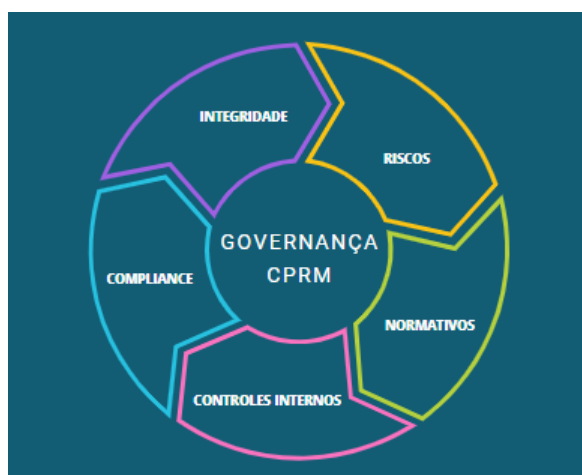 INTEGRIDADE
RISCOS
GOVERNANÇA
CPRM
COMPLIANCE
NORMATIVOS
CONTROLES INTERNOS